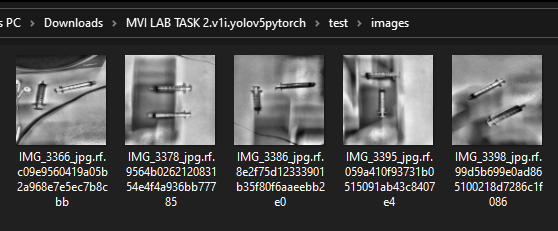 s PC > Downloads > MVI LAB TASK 2.v1i.yolov5pytorch > test > images
IMG_3366_jpg.rf.
c09e9560419a05b
2a968e7e5ec7b8c
bb
IMG_3378_jpg.rf.
9564b0262120831
54e4f4a936bb777
85
IMG_3386_jpg.rf.
8e2f75d12333901
b35f80f6aaeebb2
e0
IMG_3395_jpg.rf.
059a410f93731b0
515091ab43c8407
e4
IMG_3398_jpg.rf.
99d5b699e0ad86
5100218d7286c1f
086